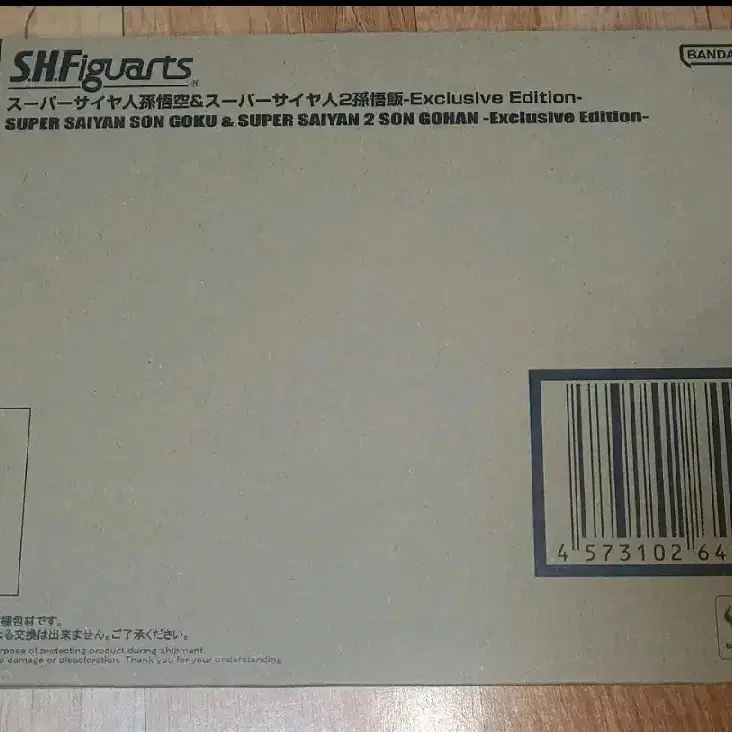 S.H.Figuarts
®
BANDA
スーパーサイヤ人孫悟空&スーパーサイヤ人2孫悟飯-Exclusive Edition-
SUPER SAIYAN SON GOKU & SUPER SAIYAN 2 SON GOHAN -Exclusive Edition-
4 573102 64
梱包材です。
る交換は出来ません。ご了承ください。
rpose of protecting product during shipment.
o damage or discoloration. Thank you for your understanding